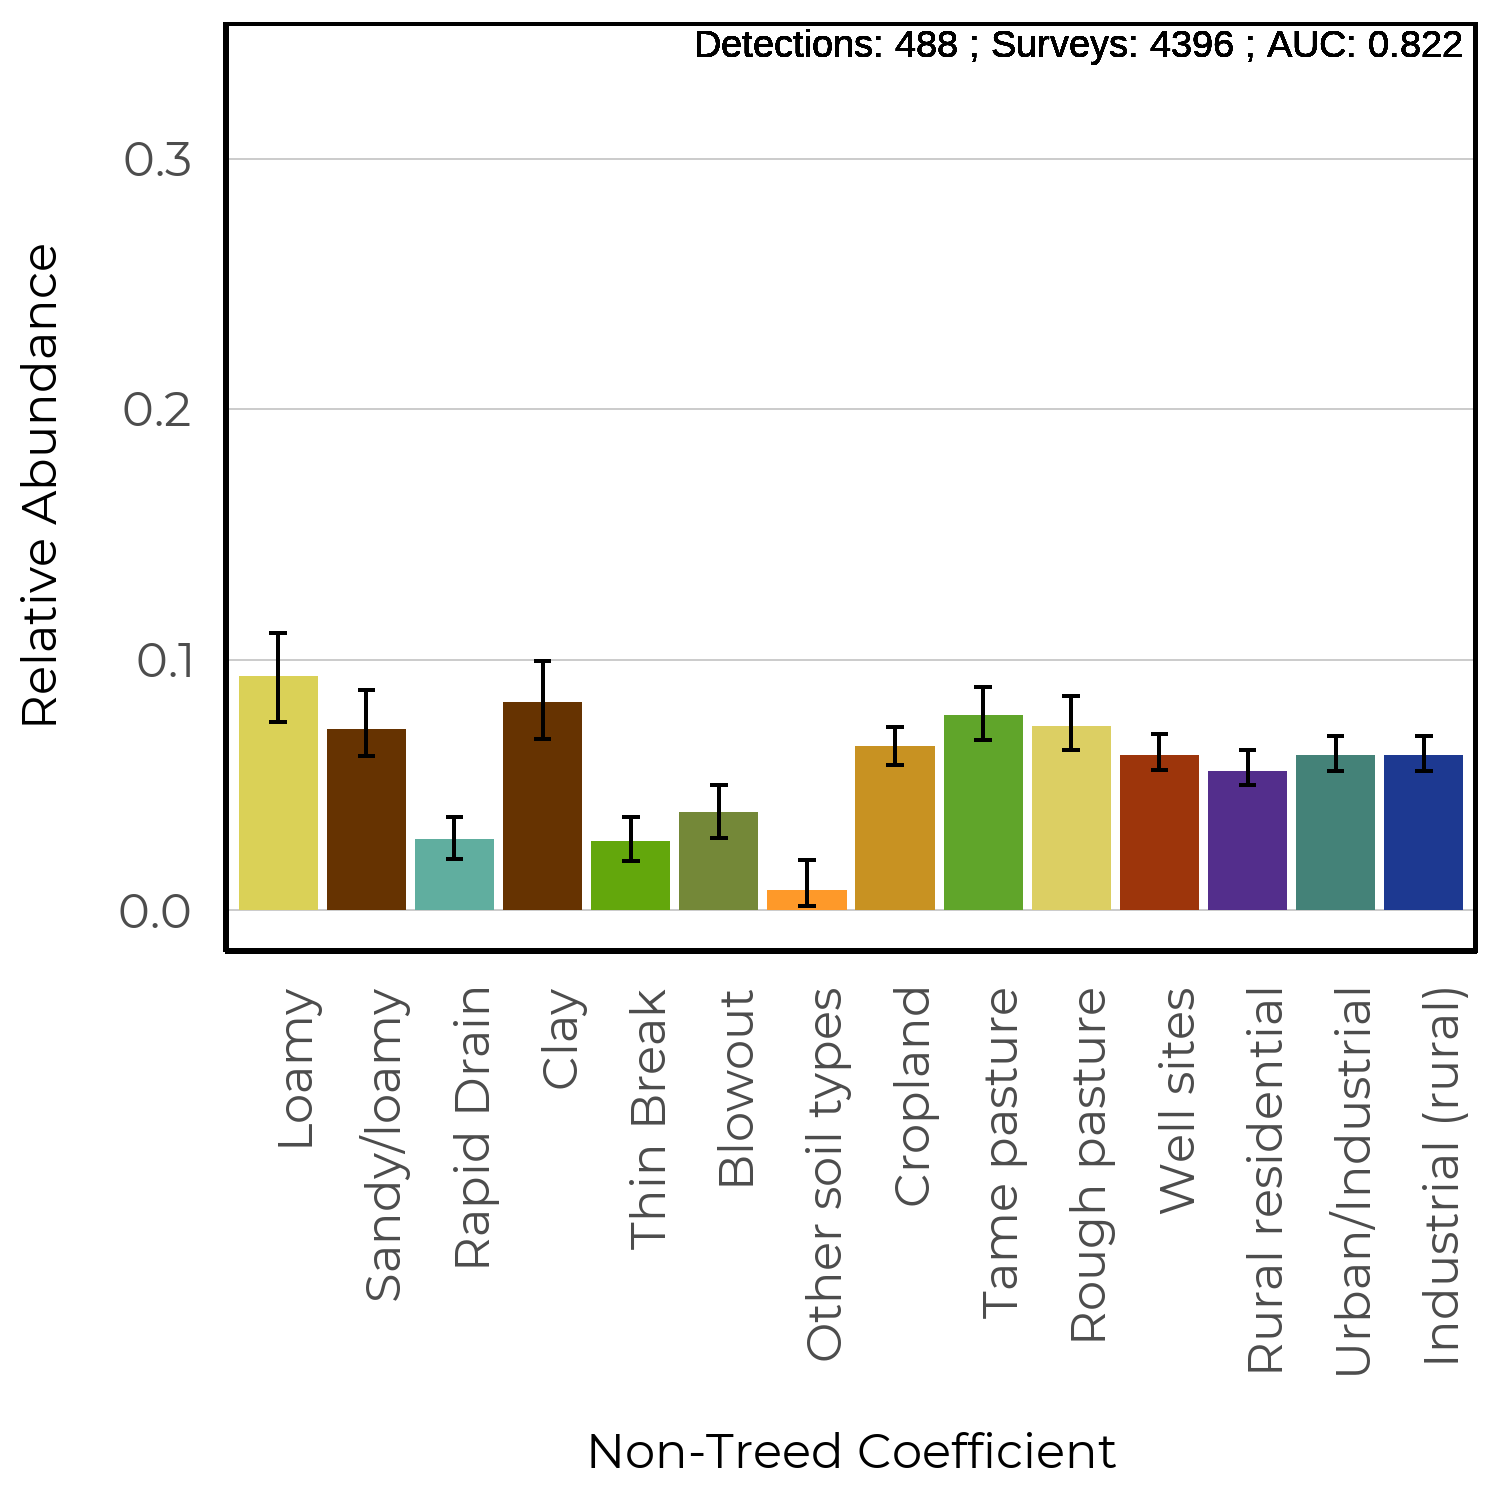 Detections: 488 ; Surveys: 4396 ; AUC: 0.822
0.3
0.2
0.1
0.0
Relative Abundance
Loamy
Sandy/loamy
Rapid Drain
Clay
Thin Break
Blowout
Other soil types
Cropland
Tame pasture
Rough pasture
Well sites
Rural residential
Urban/Industrial
Industrial (rural)
Non-Treed Coefficient